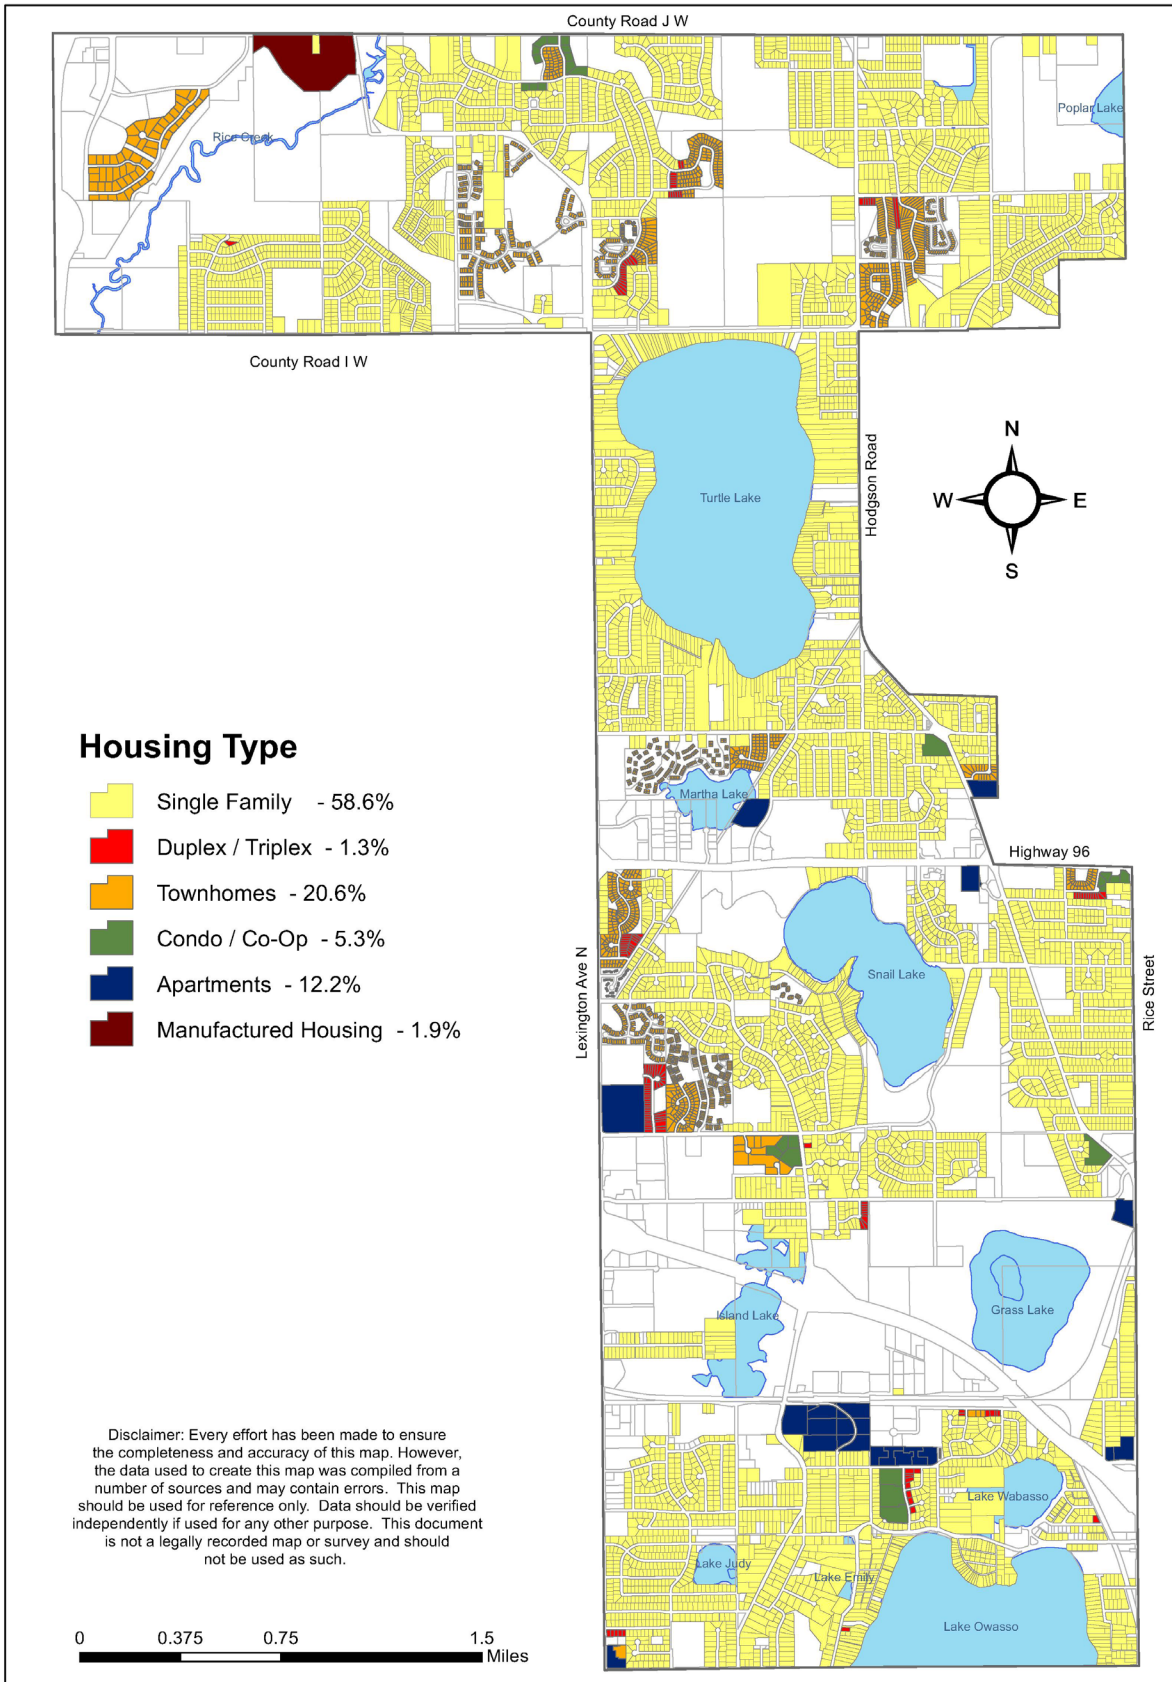 County Road J W
Poplar Lake
Rice Creek
County Road I W
Hodgson Road
N
W
E
S
Turtle Lake
Housing Type
Single Family - 58.6%
Duplex / Triplex - 1.3%
Townhomes - 20.6%
Condo / Co-Op - 5.3%
Apartments - 12.2%
Manufactured Housing - 1.9%
Martha Lake
Highway 96
Lexington Ave N
Snail Lake
Rice Street
Island Lake
Grass Lake
Disclaimer: Every effort has been made to ensure
the completeness and accuracy of this map. However,
the data used to create this map was compiled from a
number of sources and may contain errors. This map
should be used for reference only. Data should be verified
independently if used for any other purpose. This document
is not a legally recorded map or survey and should
not be used as such.
Lake Wabasso
Lake Judy
Lake Emily
Lake Owasso
0 0.375 0.75 1.5
Miles